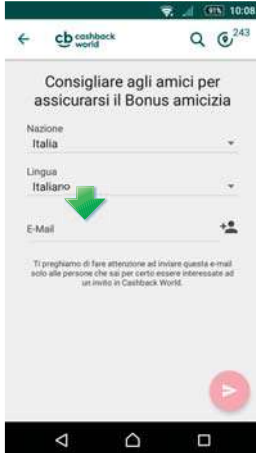 91% 10:08
cb cashback world 243
Consigliare agli amici per
assicurarsi il Bonus amicizia
Nazione
Italia
Lingua
Italiano
E-Mail
Ti preghiamo di fare attenzione ad inviare questa e-mail
solo alle persone che sai per certo essere interessate ad
un invito in Cashback World.